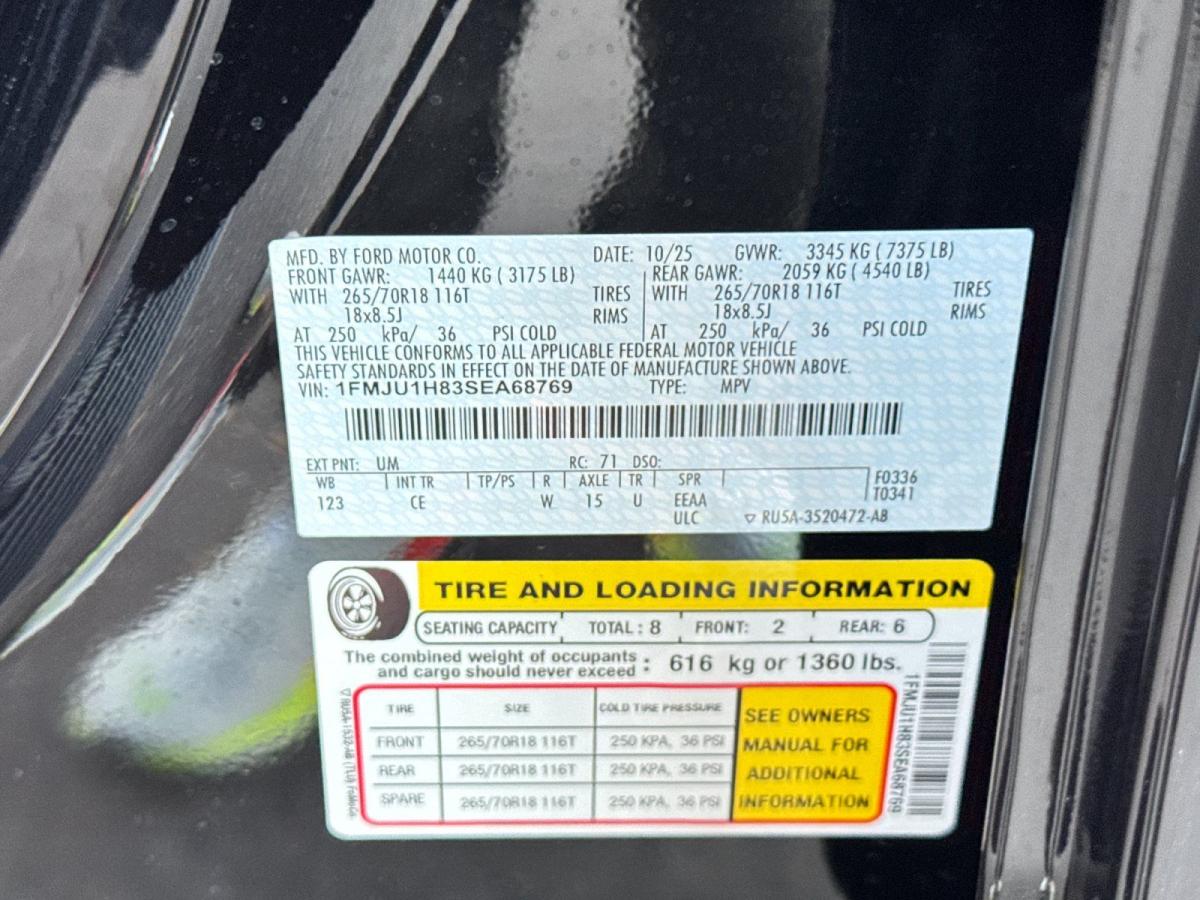 MFD. BY FORD MOTOR CO. DATE: 10/25 GVWR: 3345 KG ( 7375 LB)
FRONT GAWR: 1440 KG ( 3175 LB) REAR GAWR: 2059 KG ( 4540 LB)
WITH 265/70R18 116T TIRES WITH 265/70R18 116T TIRES
18x8.5J RIMS 18x8.5J RIMS
AT 250 kPa/ 36 PSI COLD AT 250 kPa/ 36 PSI COLD
THIS VEHICLE CONFORMS TO ALL APPLICABLE FEDERAL MOTOR VEHICLE
SAFETY STANDARDS IN EFFECT ON THE DATE OF MANUFACTURE SHOWN ABOVE.
VIN: 1FMJU1H83SEA68769 TYPE: MPV
EXT PNT: UM RC: 71 DSO:
WB INT TR TP/PS R AXLE TR SPR F0336
123 CE W 15 U EEAA T0341
ULC ▽ RU5A-3520472-AB
TIRE AND LOADING INFORMATION
SEATING CAPACITY TOTAL : 8 FRONT: 2 REAR: 6
The combined weight of occupants
and cargo should never exceed : 616 kg or 1360 lbs.
TIRE SIZE COLD TIRE PRESSURE
FRONT 265/70R18 116T 250 KPA, 36 PSI
REAR 265/70R18 116T 250 KPA, 36 PSI
SPARE 265/70R18 116T 250 KPA, 36 PSI
SEE OWNERS
MANUAL FOR
ADDITIONAL
INFORMATION
1FMJU1H83SEA68769